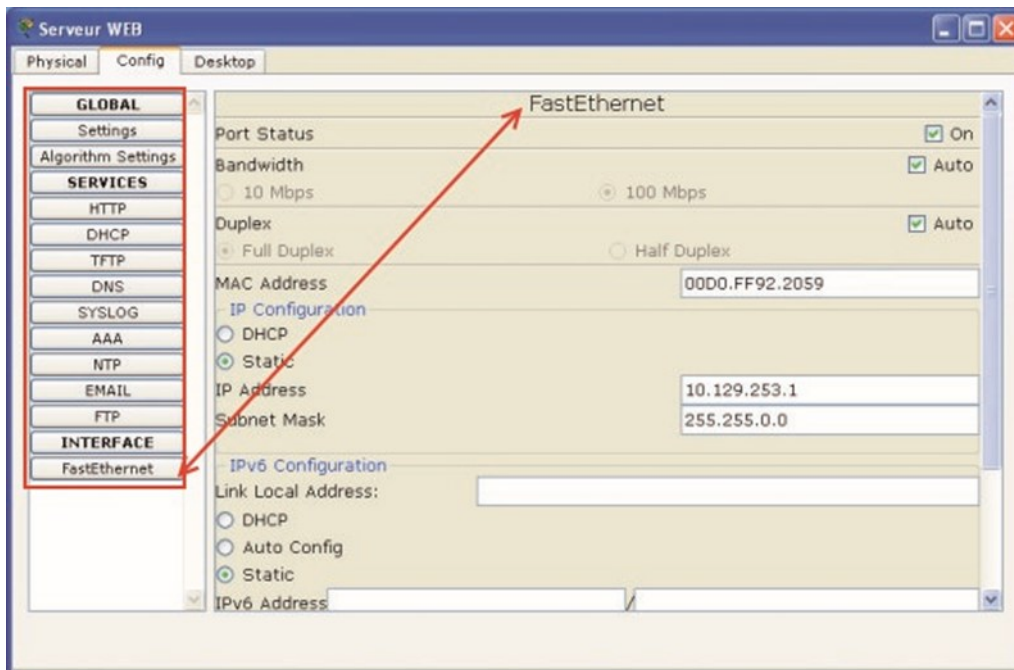 Serveur WEB
Physical Config Desktop
GLOBAL
Settings
Algorithm Settings
SERVICES
HTTP
DHCP
TFTP
DNS
SYSLOG
AAA
NTP
EMAIL
FTP
INTERFACE
FastEthernet
FastEthernet
Port Status On
Bandwidth Auto
10 Mbps 100 Mbps
Duplex Auto
Full Duplex Half Duplex
MAC Address 00D0.FF92.2059
IP Configuration
DHCP
Static
IP Address 10.129.253.1
Subnet Mask 255.255.0.0
IPv6 Configuration
Link Local Address:
DHCP
Auto Config
Static
IPv6 Address /